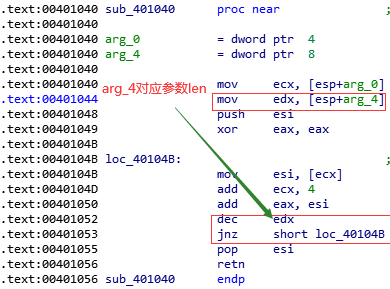 .text:00401040 sub_401040 proc near ;
.text:00401040
.text:00401040 arg_0 = dword ptr 4
.text:00401040 arg_4 = dword ptr 8
.text:00401040
.text:00401040 mov ecx, [esp+arg_0]
arg_4对应参数len
.text:00401044 mov edx, [esp+arg_4]
.text:00401048 push esi
.text:00401049 xor eax, eax
.text:0040104B
.text:0040104B loc_40104B: ;
.text:0040104B mov esi, [ecx]
.text:0040104D add ecx, 4
.text:00401050 add eax, esi
.text:00401052 dec edx
.text:00401053 jnz short loc_40104B
.text:00401055 pop esi
.text:00401056 retn
.text:00401056 sub_401040 endp